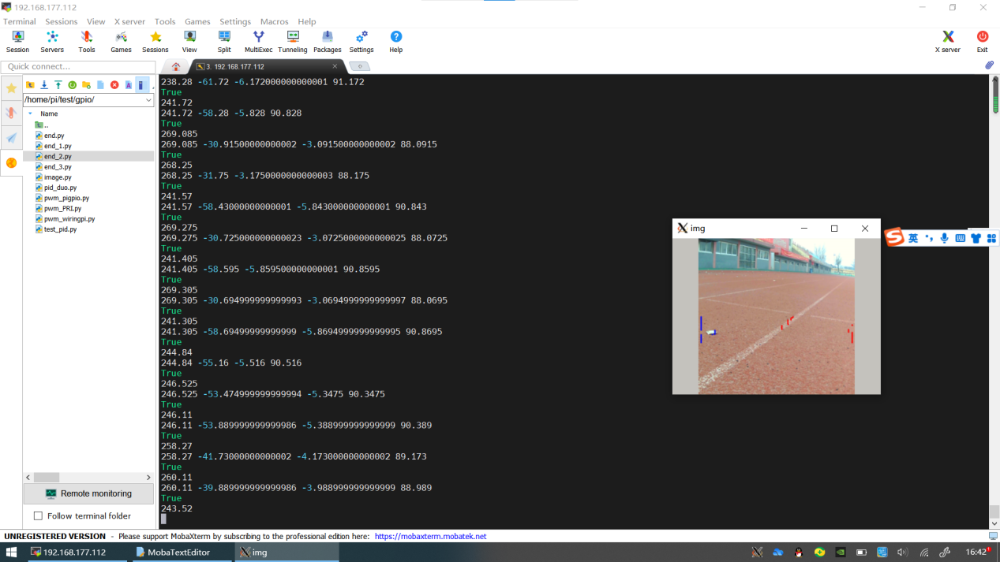 192.168.177.112
Terminal Sessions View X server Tools Games Settings Macros Help
Session Servers Tools Games Sessions View Split MultiExec Tunneling Packages Settings Help X server Exit
Quick connect...
3. 192.168.177.112
/home/pi/test/gpio/
Name
..
end.py
end_1.py
end_2.py
end_3.py
image.py
pid_duo.py
pwm_pigpio.py
pwm_PRI.py
pwm_wiringpi.py
test_pid.py
Remote monitoring
Follow terminal folder
238.28 -61.72 -6.172000000000001 91.172
True
241.72
241.72 -58.28 -5.828 90.828
True
269.085
269.085 -30.91500000000002 -3.091500000000002 88.0915
True
268.25
268.25 -31.75 -3.1750000000000003 88.175
True
241.57
241.57 -58.43000000000001 -5.843000000000001 90.843
True
269.275
269.275 -30.725000000000023 -3.0725000000000025 88.0725
True
241.405
241.405 -58.595 -5.859500000000001 90.8595
True
269.305
269.305 -30.694999999999993 -3.0694999999999997 88.0695
True
241.305
241.305 -58.69499999999999 -5.8694999999999995 90.8695
True
244.84
244.84 -55.16 -5.516 90.516
True
246.525
246.525 -53.474999999999994 -5.3475 90.3475
True
246.11
246.11 -53.889999999999986 -5.388999999999999 90.389
True
258.27
258.27 -41.73000000000002 -4.173000000000002 89.173
True
260.11
260.11 -39.889999999999986 -3.988999999999999 88.989
True
243.52
img
英
UNREGISTERED VERSION - Please support MobaXterm by subscribing to the professional edition here: https://mobaxterm.mobatek.net
192.168.177.112 MobaTextEditor img 16:42